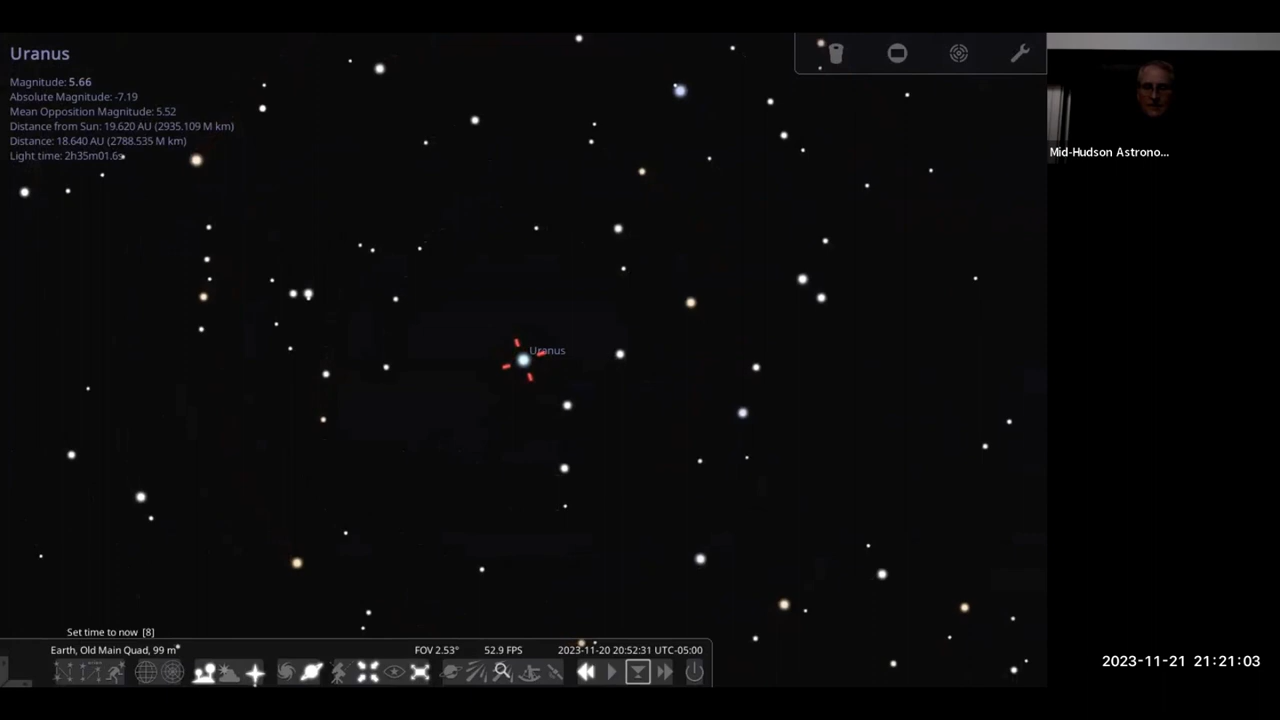 Uranus
Magnitude: 5.66
Absolute Magnitude: -7.19
Mean Opposition Magnitude: 5.52
Distance from Sun: 19.620 AU (2935.109 M km)
Distance: 18.640 AU (2788.535 M km)
Light time: 2h35m01.6s
Mid-Hudson Astrono...
Uranus
Set time to now [8]
Earth, Old Main Quad, 99 m FOV 2.53° 52.9 FPS 2023-11-20 20:52:31 UTC-05:00
2023-11-21 21:21:03